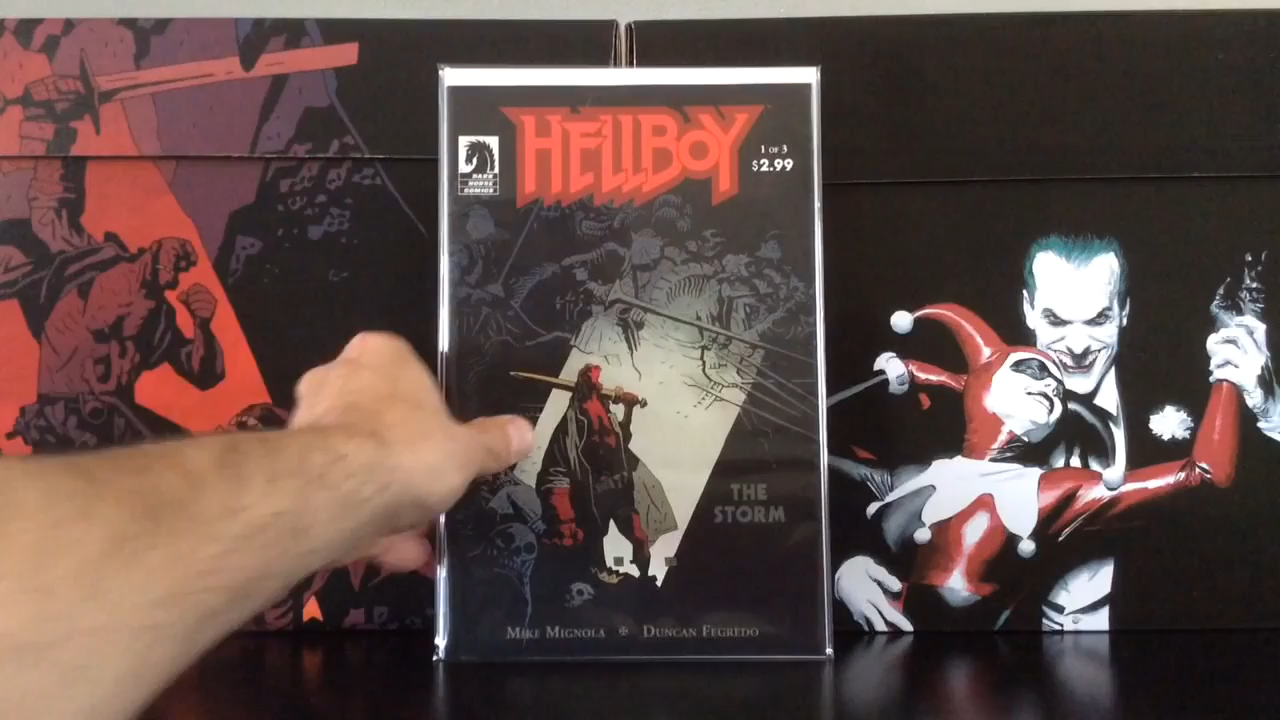 HELLBOY
1 OF 3
$2.99
DARK
HORSE
COMICS
THE
STORM
MIKE MIGNOLA ✠ DUNCAN FEGREDO